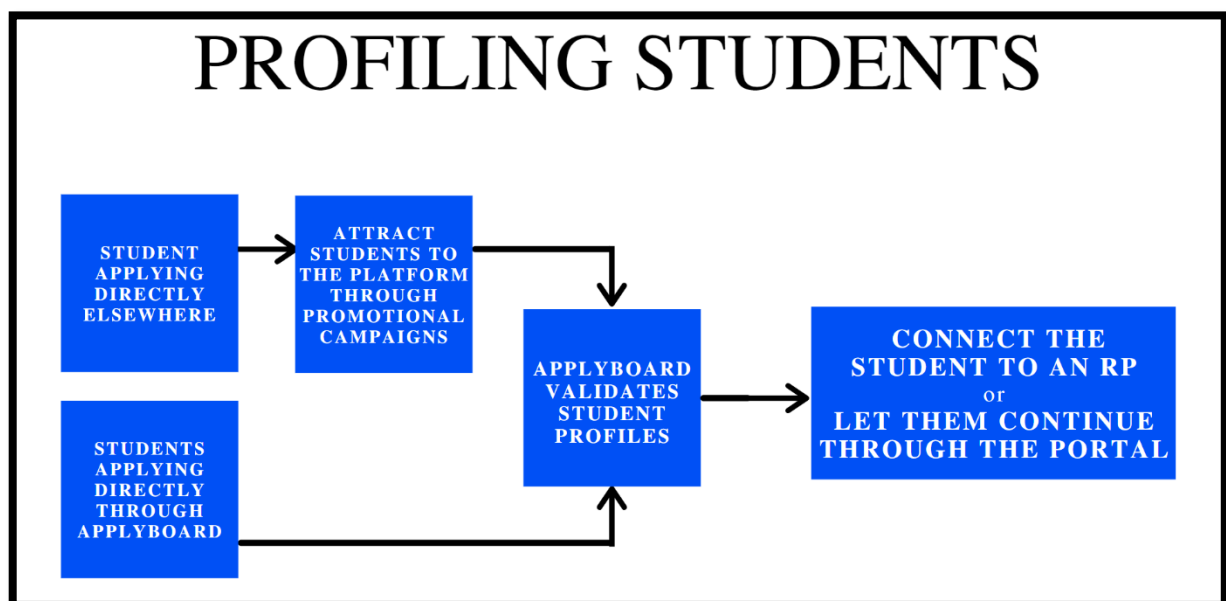 PROFILING STUDENTS
STUDENT
APPLYING
DIRECTLY
ELSEWHERE
ATTRACT
STUDENTS TO
THE PLATFORM
THROUGH
PROMOTIONAL
CAMPAIGNS
STUDENTS
APPLYING
DIRECTLY
THROUGH
APPLYBOARD
APPLYBOARD
VALIDATES
STUDENT
PROFILES
CONNECT THE
STUDENT TO AN RP
or
LET THEM CONTINUE
THROUGH THE PORTAL